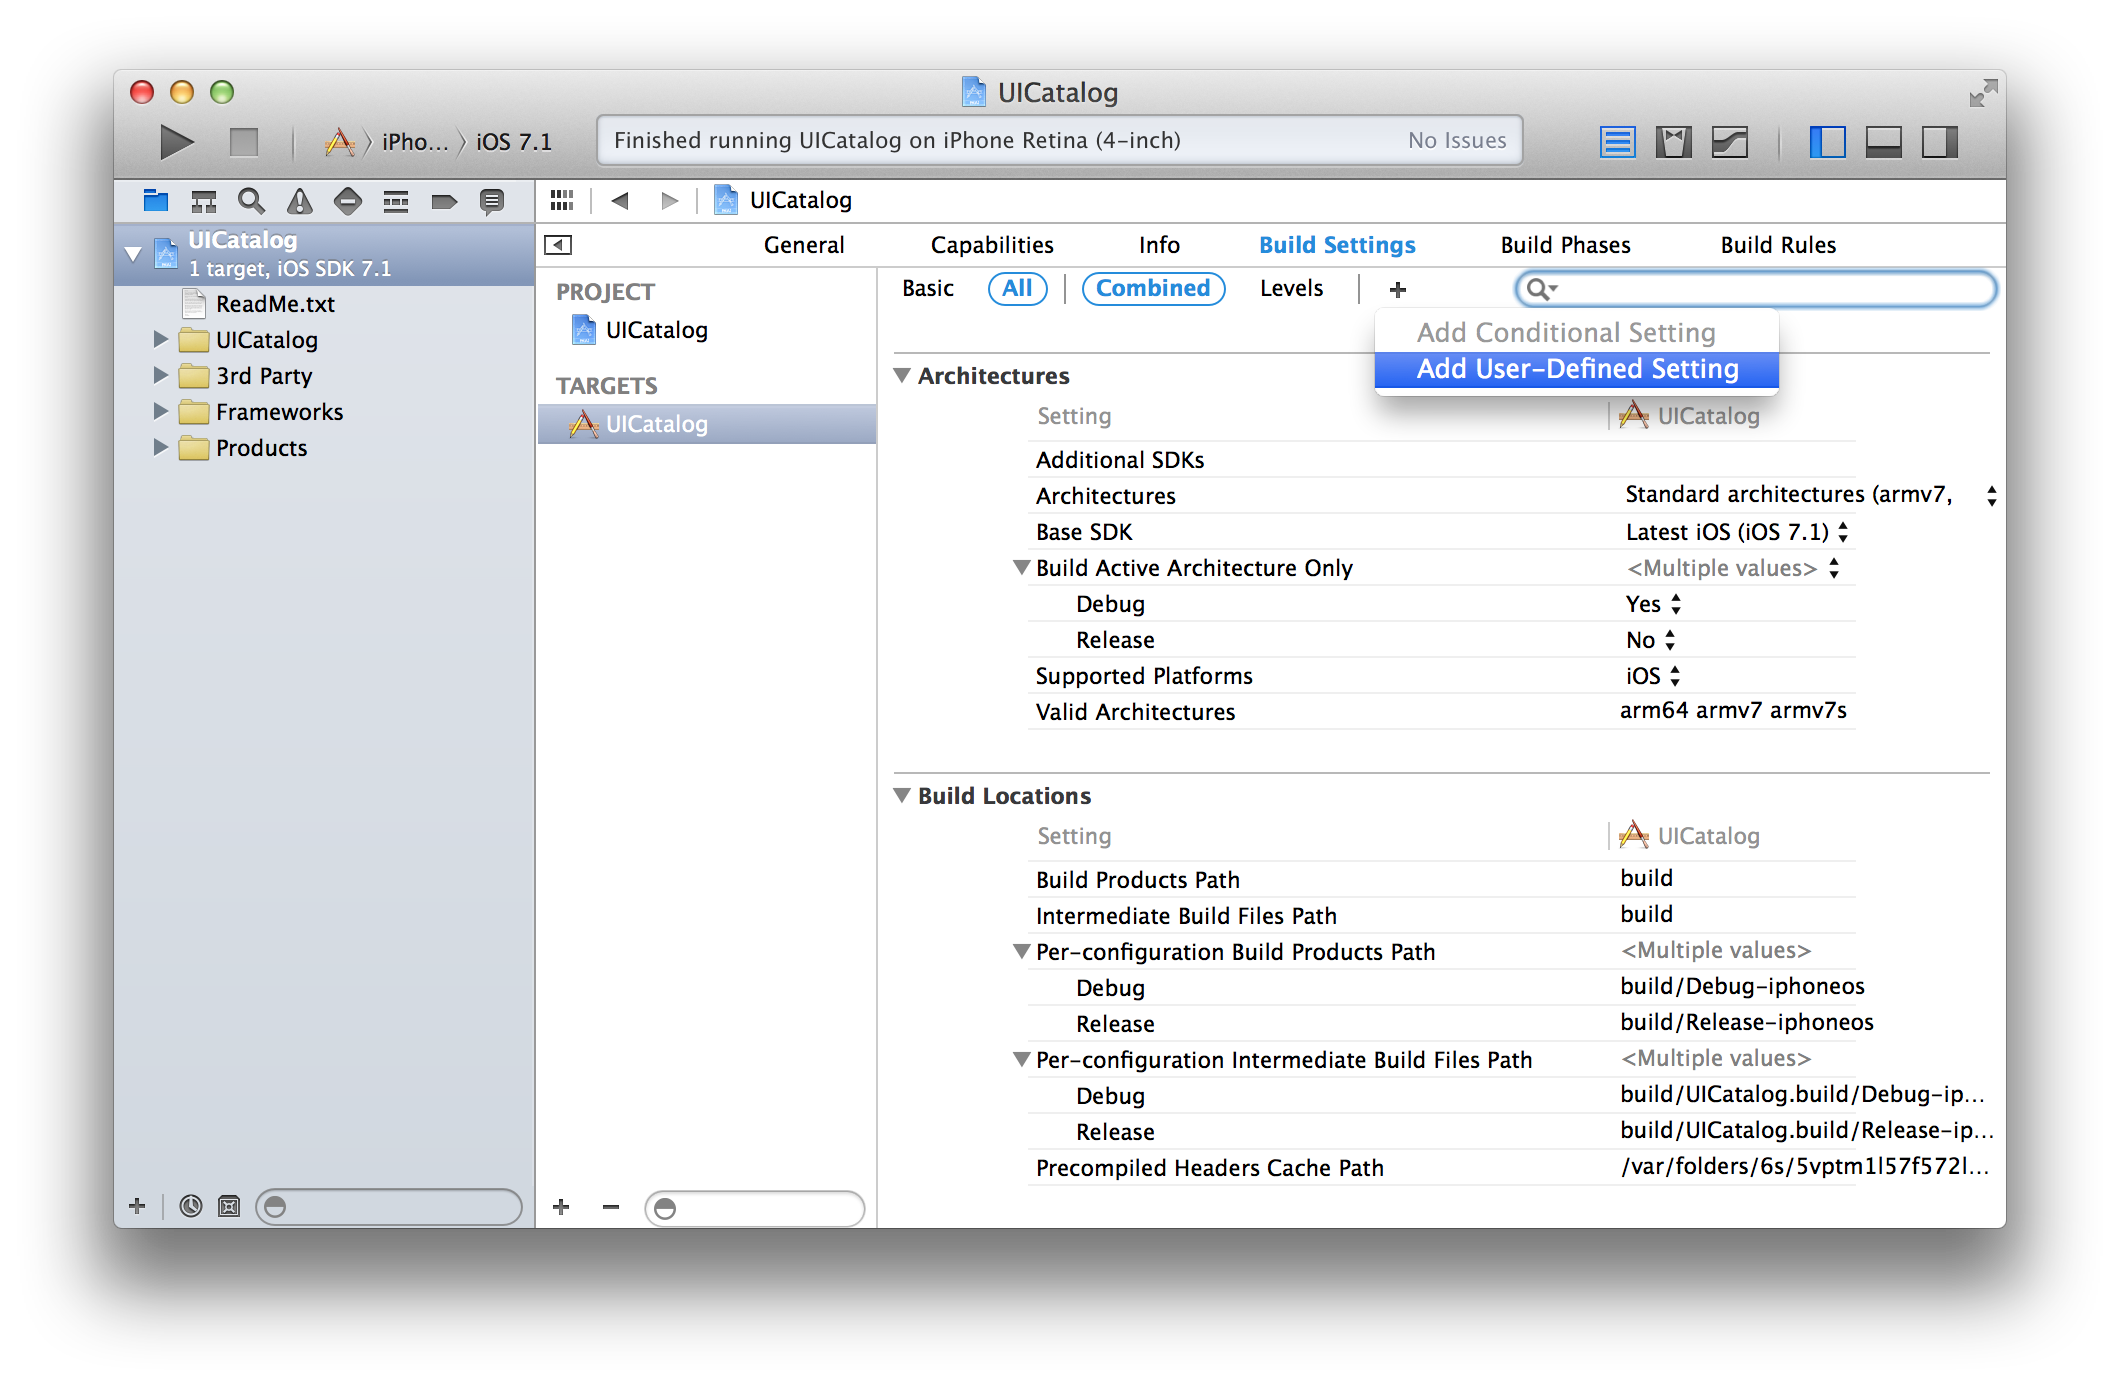 UICatalog
iPho... iOS 7.1
Finished running UICatalog on iPhone Retina (4-inch) No Issues
UICatalog
UICatalog
1 target, iOS SDK 7.1
ReadMe.txt
UICatalog
3rd Party
Frameworks
Products
General Capabilities Info Build Settings Build Phases Build Rules
PROJECT
UICatalog
TARGETS
UICatalog
Basic All Combined Levels +
Add Conditional Setting
Add User-Defined Setting
Architectures
Setting UICatalog
Additional SDKs
Architectures Standard architectures (armv7,
Base SDK Latest iOS (iOS 7.1)
Build Active Architecture Only <Multiple values>
Debug Yes
Release No
Supported Platforms iOS
Valid Architectures arm64 armv7 armv7s
Build Locations
Setting UICatalog
Build Products Path build
Intermediate Build Files Path build
Per-configuration Build Products Path <Multiple values>
Debug build/Debug-iphoneos
Release build/Release-iphoneos
Per-configuration Intermediate Build Files Path <Multiple values>
Debug build/UICatalog.build/Debug-ip...
Release build/UICatalog.build/Release-ip...
Precompiled Headers Cache Path /var/folders/6s/5vptm1l57f572l...